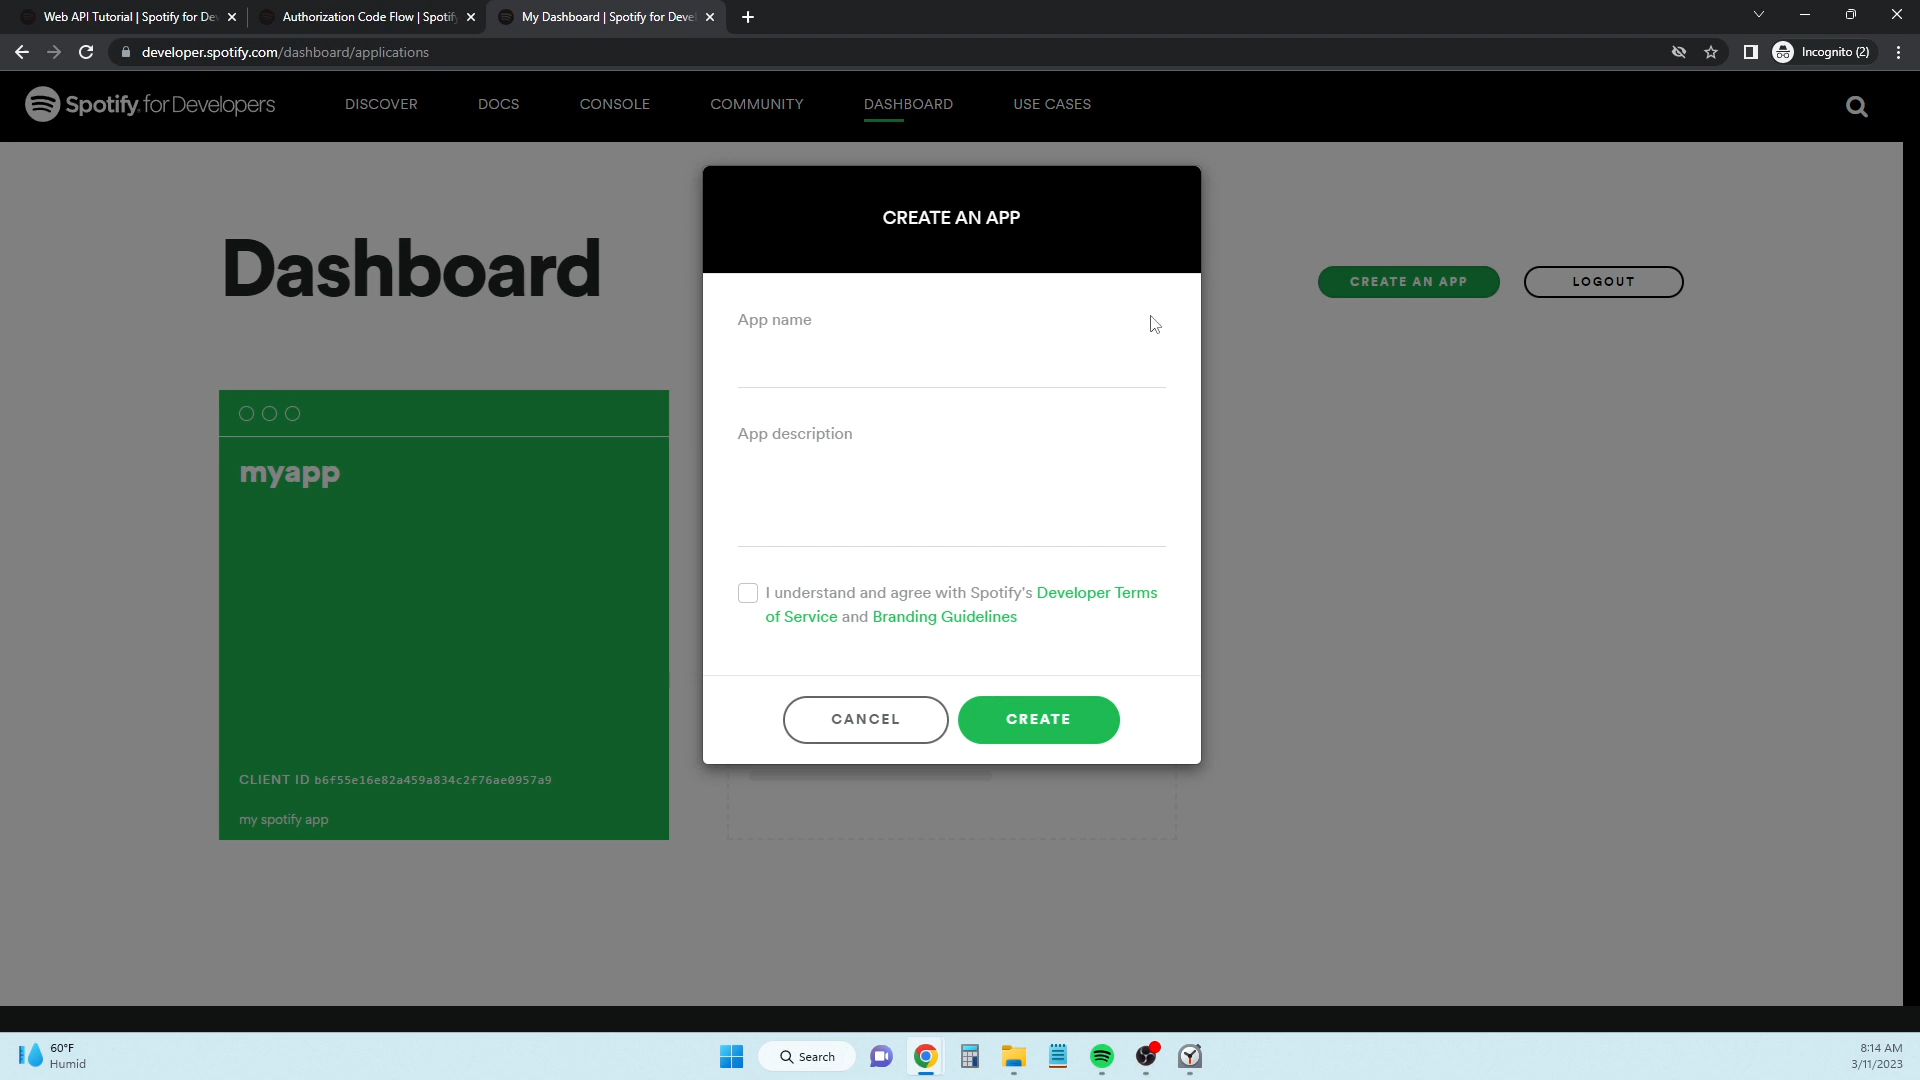 Web API Tutorial | Spotify for De
Authorization Code Flow | Spotif
My Dashboard | Spotify for Deve
developer.spotify.com/dashboard/applications
Incognito (2)
Spotify for Developers
DISCOVER
DOCS
CONSOLE
COMMUNITY
DASHBOARD
USE CASES
Dashboard
CREATE AN APP
LOGOUT
CREATE AN APP
App name
App description
I understand and agree with Spotify's Developer Terms
of Service and Branding Guidelines
CANCEL
CREATE
myapp
CLIENT ID b6f55e16e82a459a834c2f76ae0957a9
my spotify app
60°F
Humid
Search
8:14 AM
3/11/2023